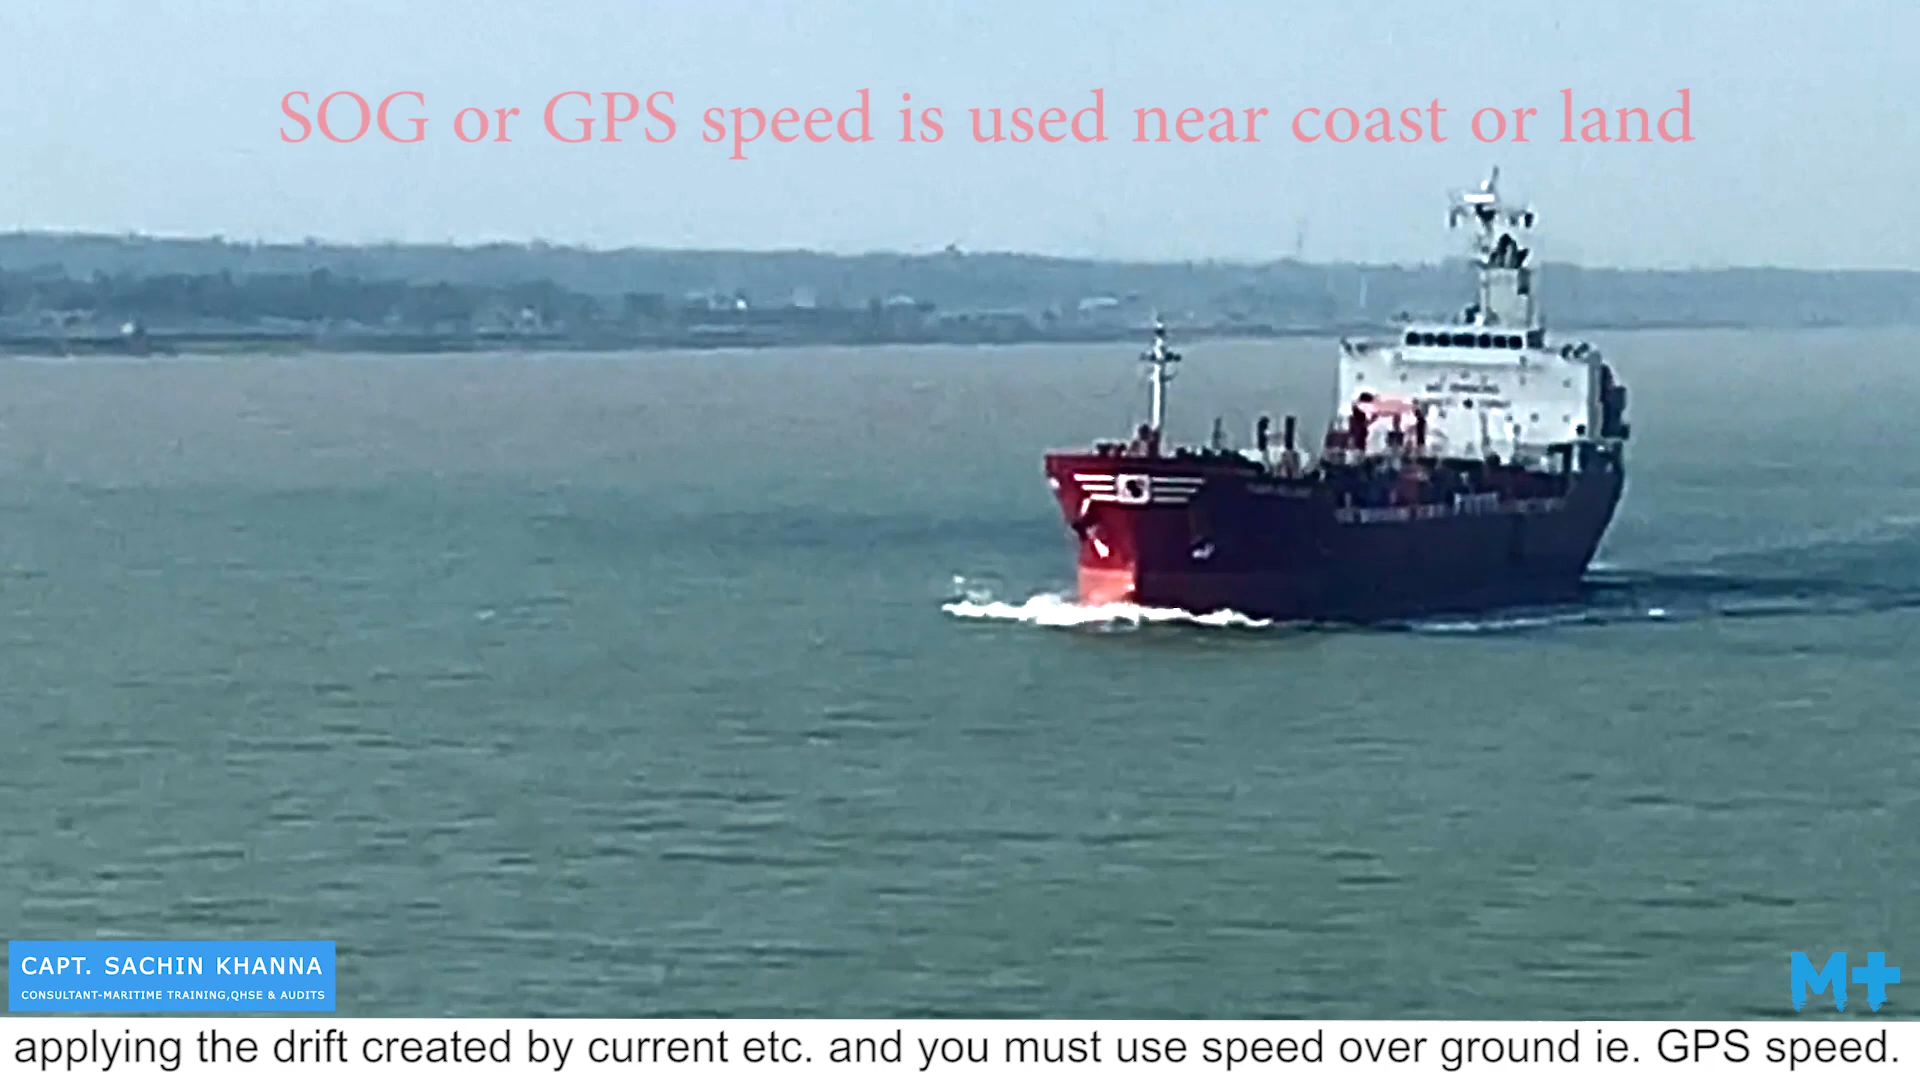 SOG or GPS speed is used near coast or land
CAPT. SACHIN KHANNA
CONSULTANT-MARITIME TRAINING,QHSE & AUDITS
M+
applying the drift created by current etc. and you must use speed over ground ie. GPS speed.